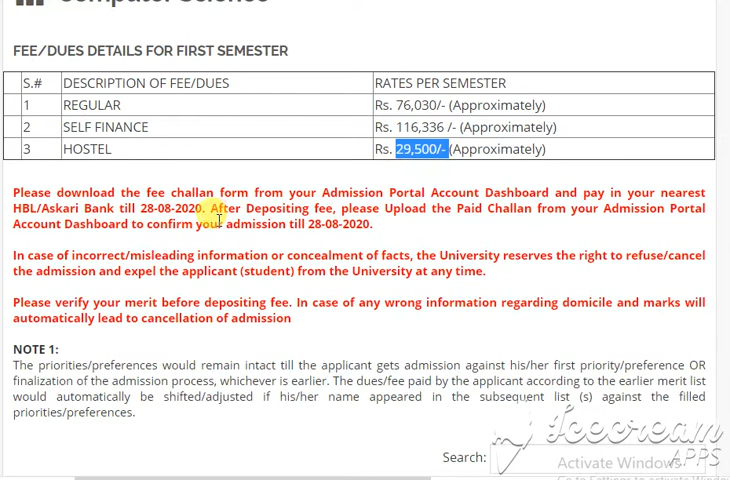 Computer Science
FEE/DUES DETAILS FOR FIRST SEMESTER
S.# DESCRIPTION OF FEE/DUES RATES PER SEMESTER
1 REGULAR Rs. 76,030/- (Approximately)
2 SELF FINANCE Rs. 116,336 /- (Approximately)
3 HOSTEL Rs. 29,500/- (Approximately)
Please download the fee challan form from your Admission Portal Account Dashboard and pay in your nearest
HBL/Askari Bank till 28-08-2020. After Depositing fee, please Upload the Paid Challan from your Admission Portal
Account Dashboard to confirm your admission till 28-08-2020.
In case of incorrect/misleading information or concealment of facts, the University reserves the right to refuse/cancel
the admission and expel the applicant (student) from the University at any time.
Please verify your merit before depositing fee. In case of any wrong information regarding domicile and marks will
automatically lead to cancellation of admission
NOTE 1:
The priorities/preferences would remain intact till the applicant gets admission against his/her first priority/preference OR
finalization of the admission process, whichever is earlier. The dues/fee paid by the applicant according to the earlier merit list
would automatically be shifted/adjusted if his/her name appeared in the subsequent list (s) against the filled
priorities/preferences.
Icecream
APPS
Search:
Activate Windows
Go to Settings to activate Windows